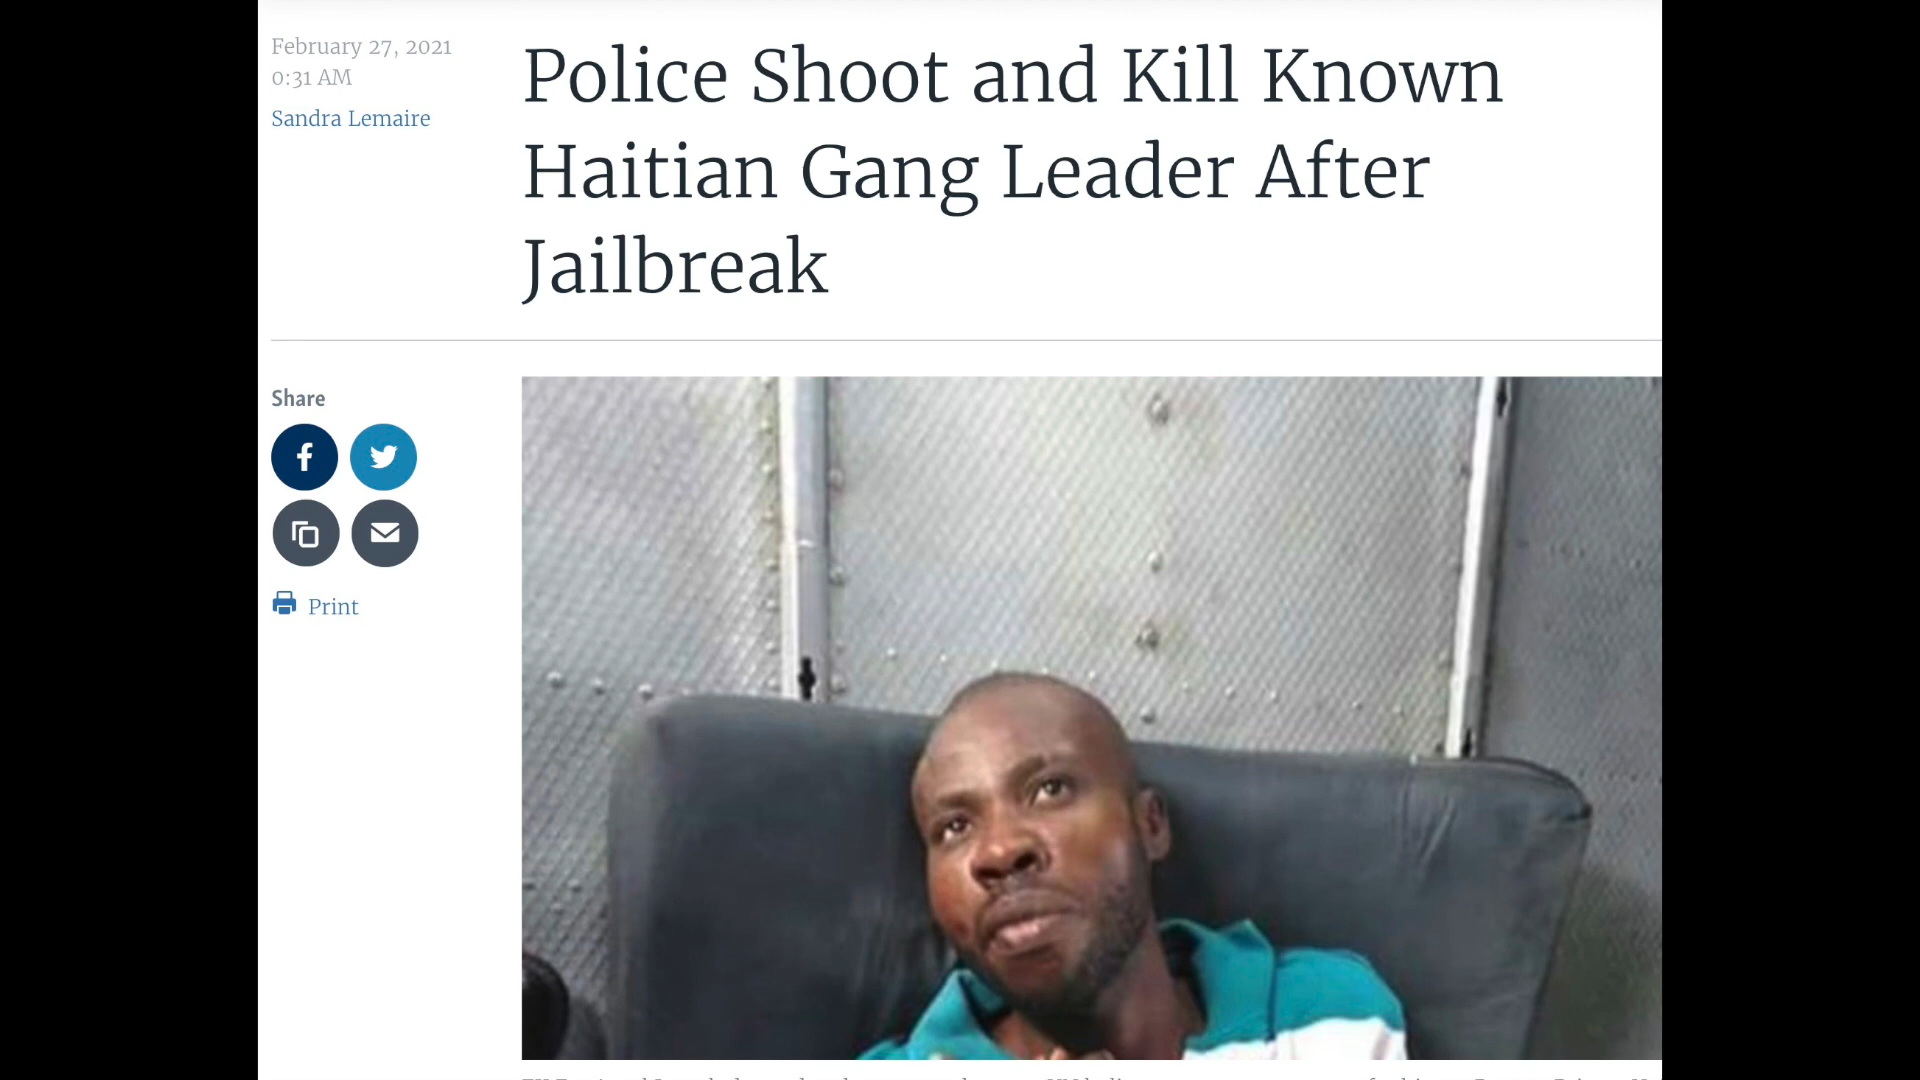 February 27, 2021
0:31 AM
Sandra Lemaire
Police Shoot and Kill Known
Haitian Gang Leader After
Jailbreak
Share
Print